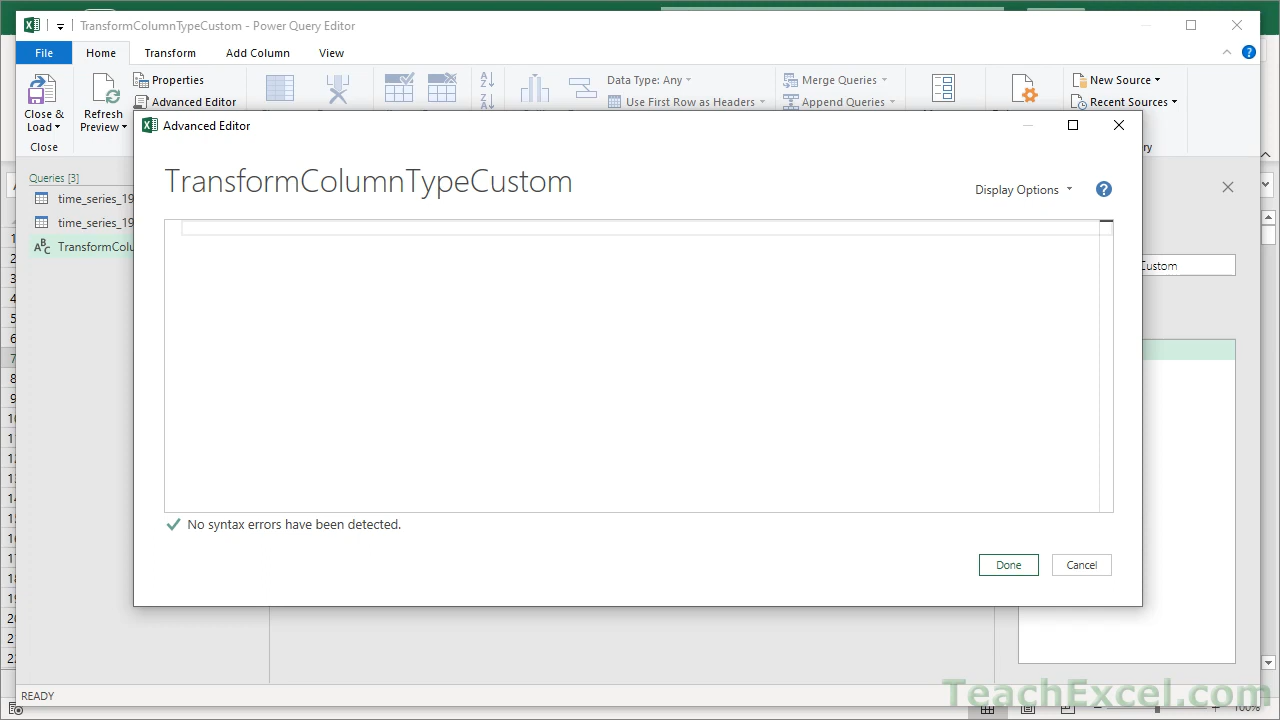 TransformColumnTypeCustom - Power Query Editor
File Home Transform Add Column View
Close & Load
Refresh Preview
Properties
Advanced Editor
Data Type: Any
Use First Row as Headers
Merge Queries
Append Queries
New Source
Recent Sources
Close
Advanced Editor
Queries [3]
time_series_19
time_series_19
TransformColu
TransformColumnTypeCustom
Display Options
Custom
No syntax errors have been detected.
Done Cancel
READY
TeachExcel.com
100%